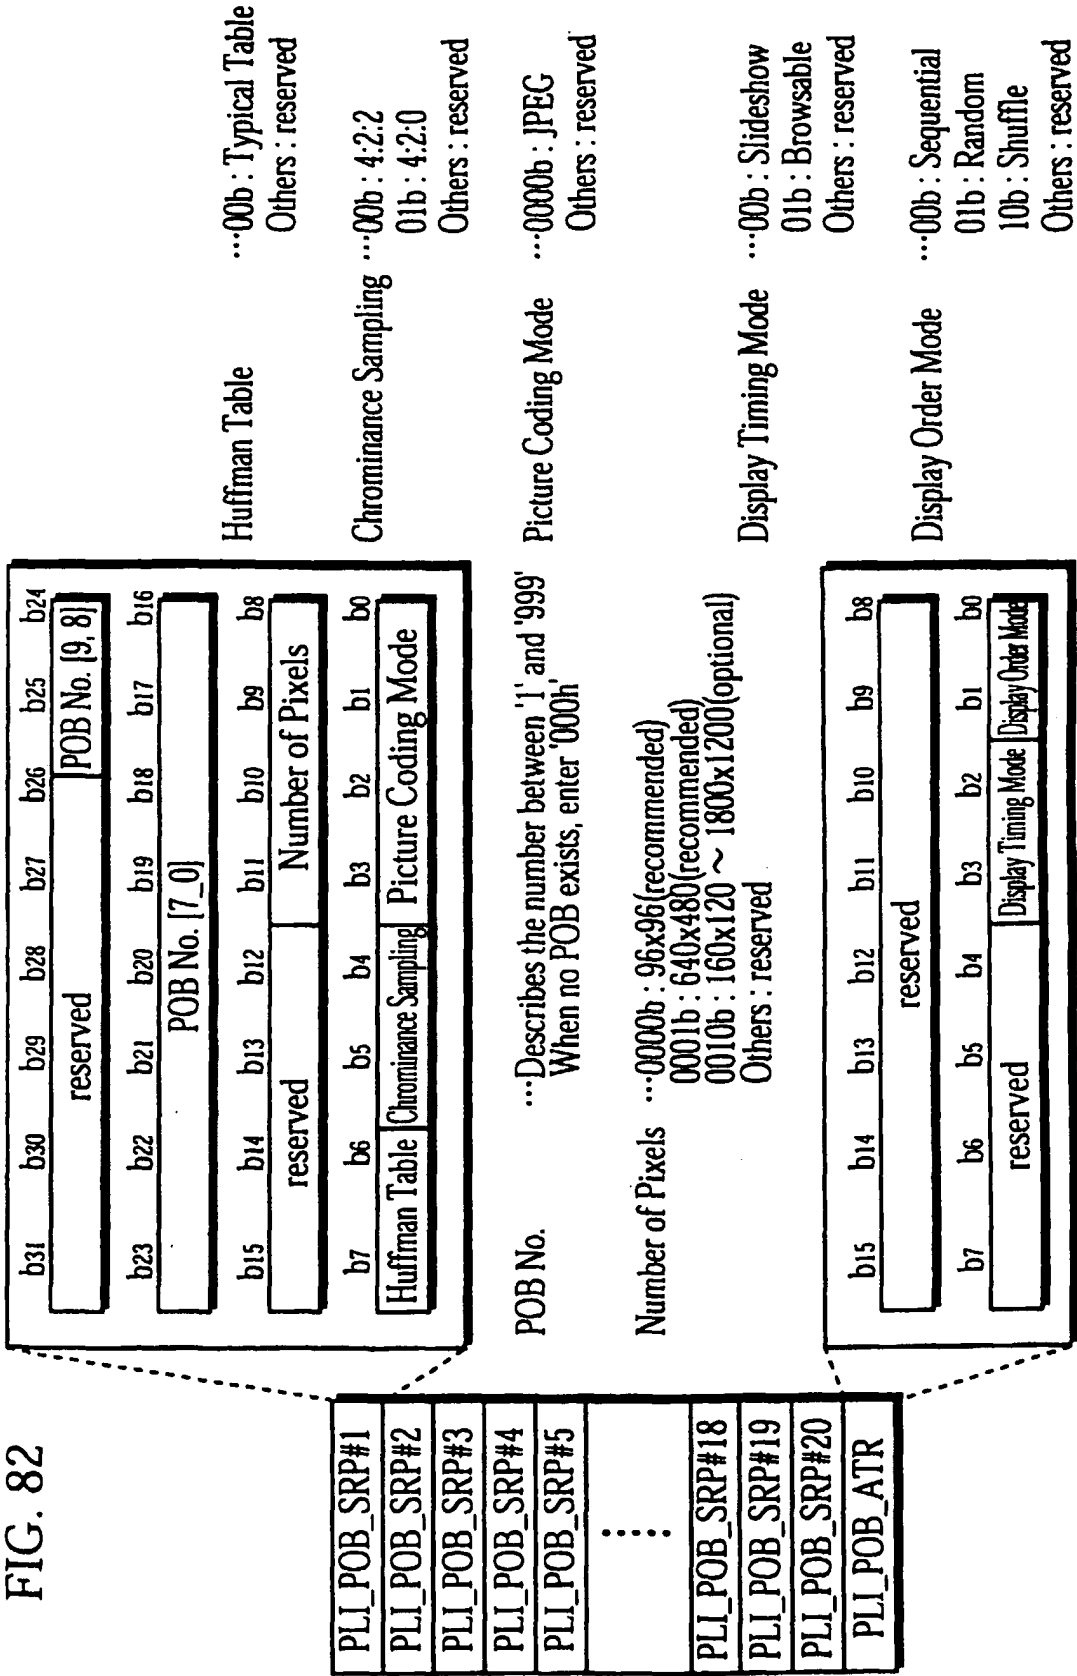 FIG. 82
PLI_POB_SRP#1
PLI_POB_SRP#2
PLI_POB_SRP#3
PLI_POB_SRP#4
PLI_POB_SRP#5
PLI_POB_SRP#18
PLI_POB_SRP#19
PLI_POB_SRP#20
PLI_POB_ATR
b31 b30 b29 b28 b27 b26 b25 b24
reserved POB No. [9, 8]
b23 b22 b21 b20 b19 b18 b17 b16
POB No. [7_0]
b15 b14 b13 b12 b11 b10 b9 b8
reserved Number of Pixels
b7 b6 b5 b4 b3 b2 b1 b0
Huffman Table Chrominance Sampling Picture Coding Mode
POB No. ···Describes the number between '1' and '999'
When no POB exists, enter '000h'
Number of Pixels ···0000b : 96x96(recommended)
0001b : 640x480(recommended)
0010b : 160x120 ~ 1800x1200(optional)
Others : reserved
b15 b14 b13 b12 b11 b10 b9 b8
reserved
b7 b6 b5 b4 b3 b2 b1 b0
reserved Display Timing Mode Display Order Mode
Huffman Table ···00b : Typical Table
Others : reserved
Chrominance Sampling ···00b : 4:2:2
01b : 4:2:0
Others : reserved
Picture Coding Mode ···0000b : JPEG
Others : reserved
Display Timing Mode ···00b : Slideshow
01b : Browsable
Others : reserved
Display Order Mode ···00b : Sequential
01b : Random
10b : Shuffle
Others : reserved